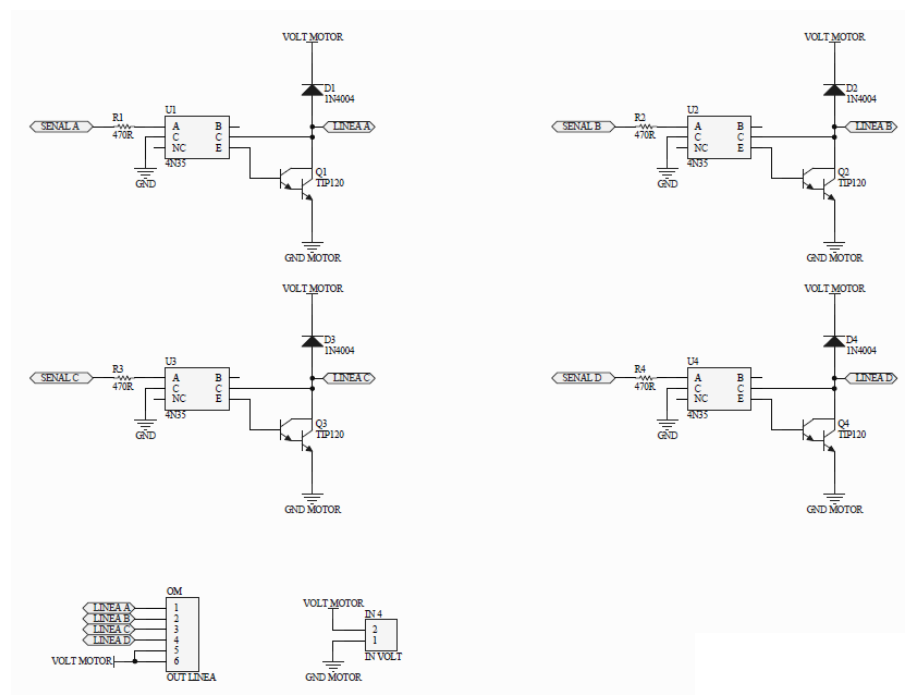 VOLT MOTOR
D1
1N4004
U1
R1
SENAL A
470R
A
C
NC
B
C
E
LINEA A
4N35
GND
Q1
TIP120
GND MOTOR
VOLT MOTOR
D2
1N4004
U2
R2
SENAL B
470R
A
C
NC
B
C
E
LINEA B
4N35
GND
Q2
TIP120
GND MOTOR
VOLT MOTOR
D3
1N4004
U3
R3
SENAL C
470R
A
C
NC
B
C
E
LINEA C
4N35
GND
Q3
TIP120
GND MOTOR
VOLT MOTOR
D4
1N4004
U4
R4
SENAL D
470R
A
C
NC
B
C
E
LINEA D
4N35
GND
Q4
TIP120
GND MOTOR
OM
LINEA A 1
LINEA B 2
LINEA C 3
LINEA D 4
5
VOLT MOTOR 6
OUT LINEA
VOLT MOTOR
IN 4
2
1
IN VOLT
GND MOTOR